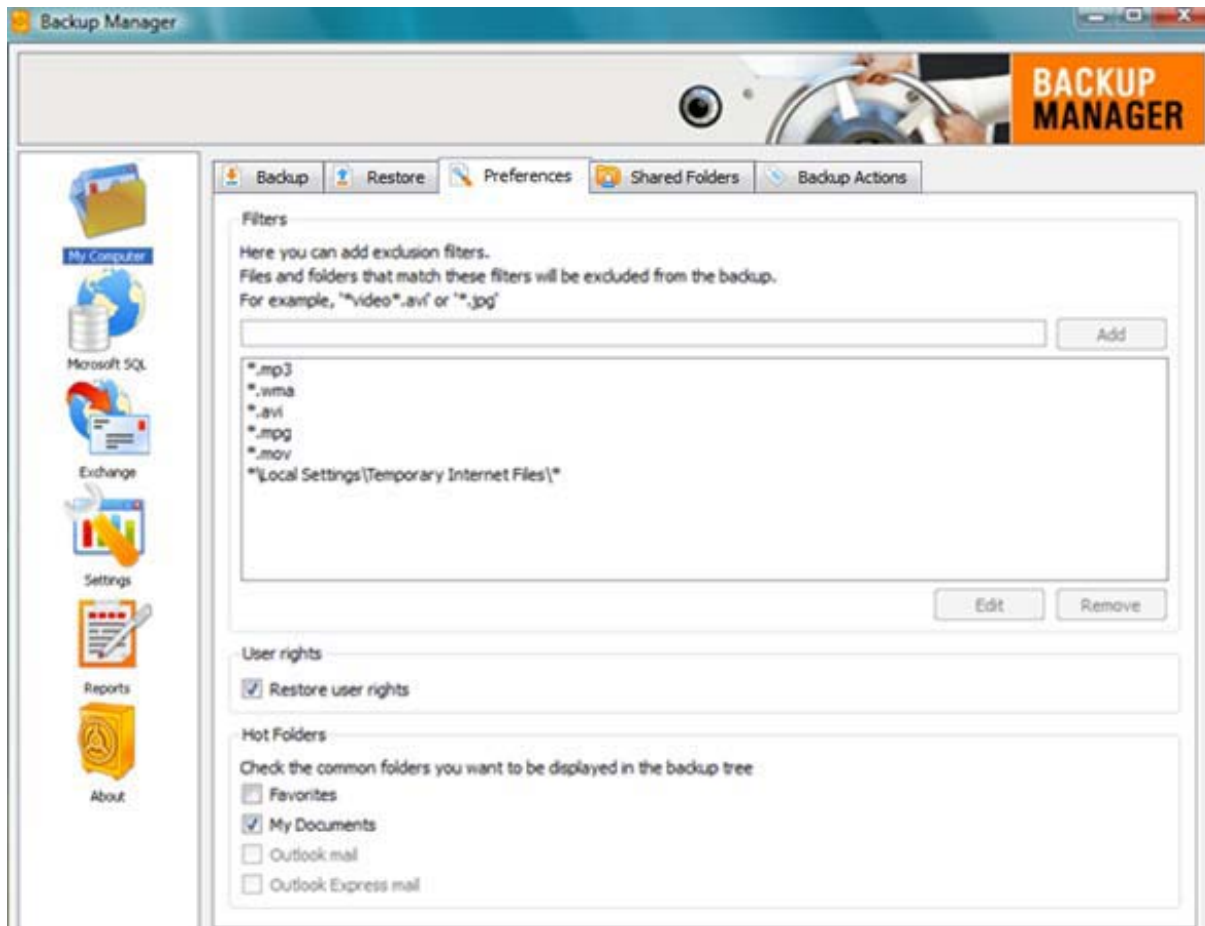 Backup Manager
BACKUP
MANAGER
My Computer
Microsoft SQL
Exchange
Settings
Reports
About
Backup
Restore
Preferences
Shared Folders
Backup Actions
Filters
Here you can add exclusion filters.
Files and folders that match these filters will be excluded from the backup.
For example, '*video*.avi' or '*.jpg'
Add
*.mp3
*.wma
*.avi
*.mpg
*.mov
*\Local Settings\Temporary Internet Files\*
Edit
Remove
User rights
Restore user rights
Hot Folders
Check the common folders you want to be displayed in the backup tree
Favorites
My Documents
Outlook mail
Outlook Express mail